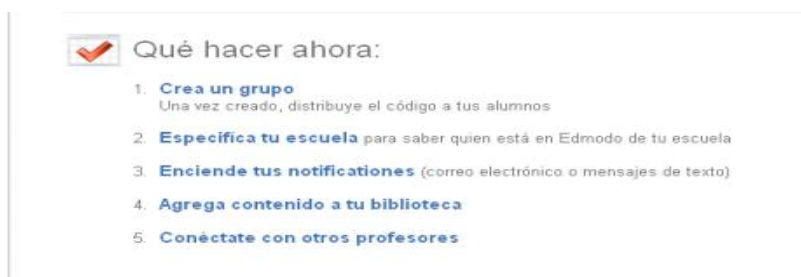 Qué hacer ahora:
1. Crea un grupo
Una vez creado, distribuye el código a tus alumnos
2. Especifíca tu escuela para saber quien está en Edmodo de tu escuela
3. Enciende tus notificationes (correo electrónico o mensajes de texto)
4. Agrega contenido a tu biblioteca
5. Conéctate con otros profesores